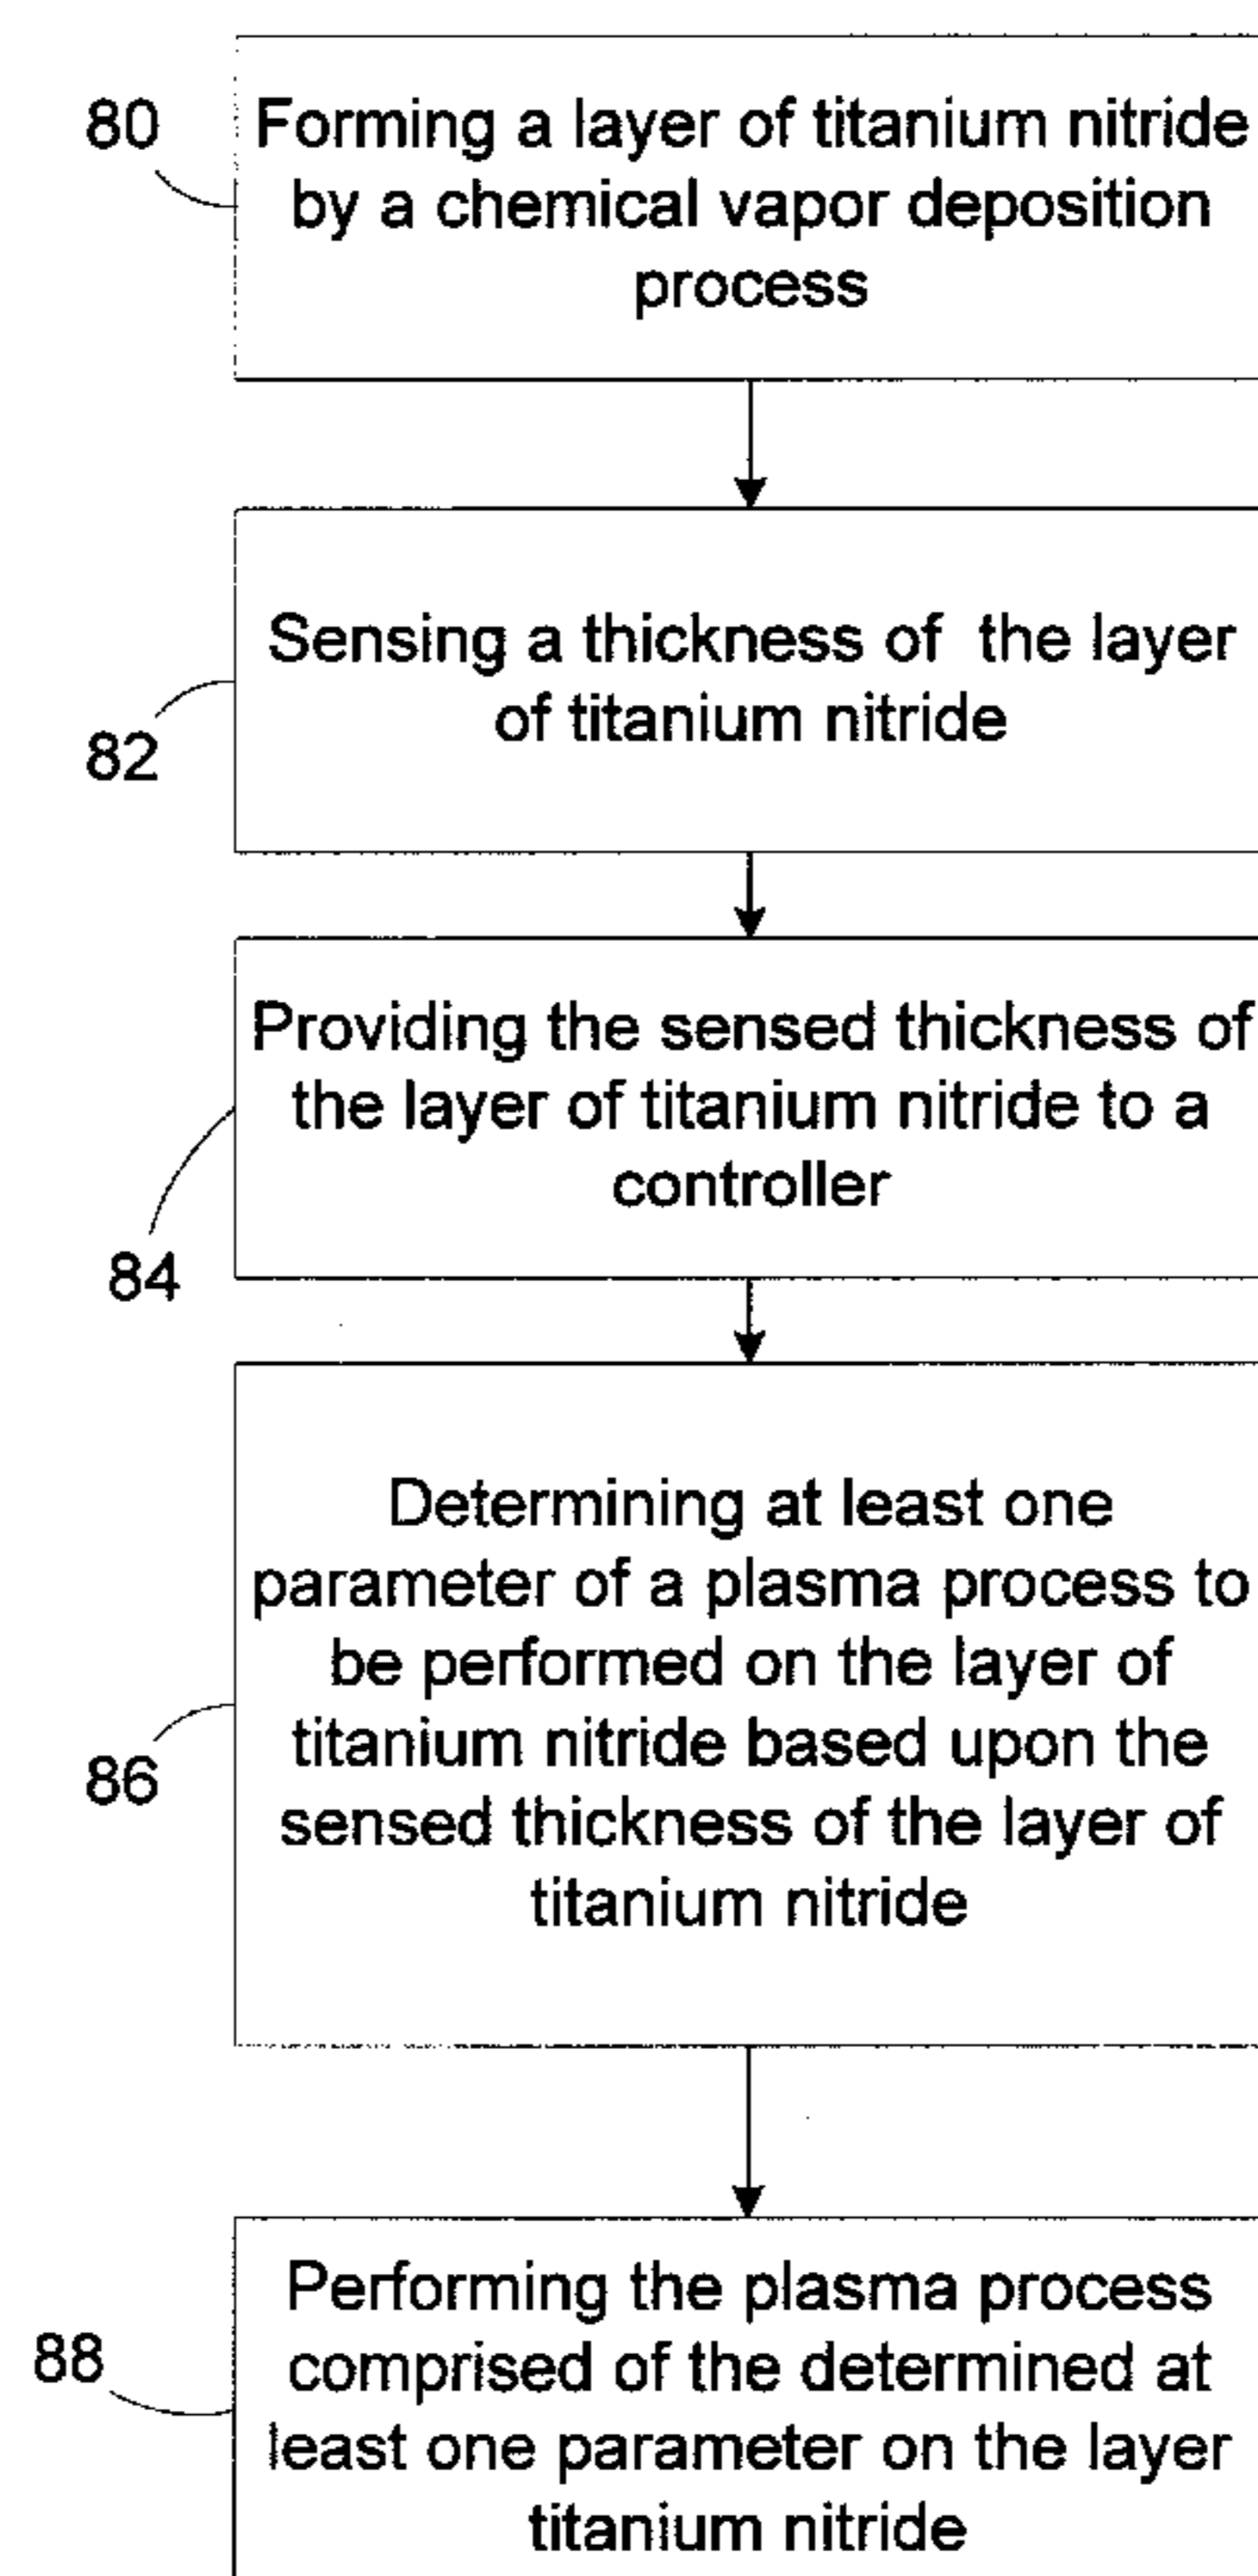 80
Forming a layer of titanium nitride
by a chemical vapor deposition
process
Sensing a thickness of the layer
of titanium nitride
82
Providing the sensed thickness of
the layer of titanium nitride to a
controller
84
Determining at least one
parameter of a plasma process to
be performed on the layer of
titanium nitride based upon the
sensed thickness of the layer of
titanium nitride
86
Performing the plasma process
comprised of the determined at
least one parameter on the layer
titanium nitride
88